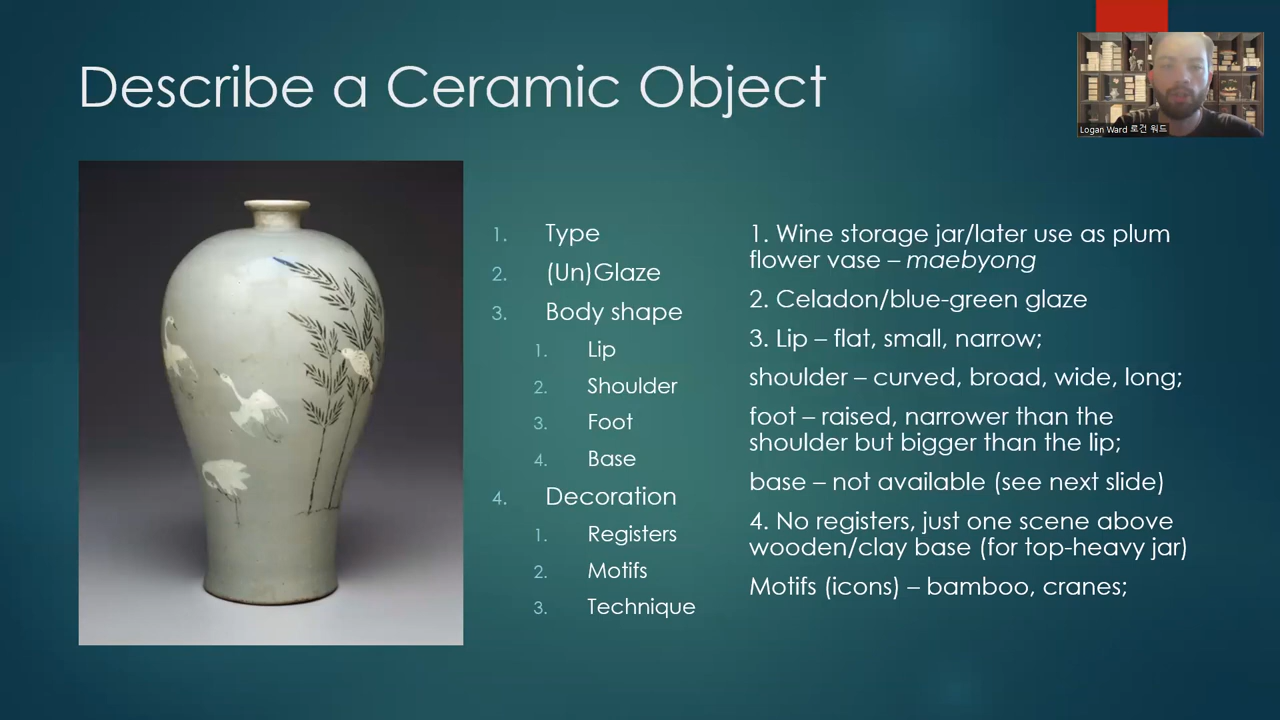 Describe a Ceramic Object
Logan Ward 로건 워드
1. Type
2. (Un)Glaze
3. Body shape
1. Lip
2. Shoulder
3. Foot
4. Base
4. Decoration
1. Registers
2. Motifs
3. Technique
1. Wine storage jar/later use as plum
flower vase – maebyong
2. Celadon/blue-green glaze
3. Lip – flat, small, narrow;
shoulder – curved, broad, wide, long;
foot – raised, narrower than the
shoulder but bigger than the lip;
base – not available (see next slide)
4. No registers, just one scene above
wooden/clay base (for top-heavy jar)
Motifs (icons) – bamboo, cranes;